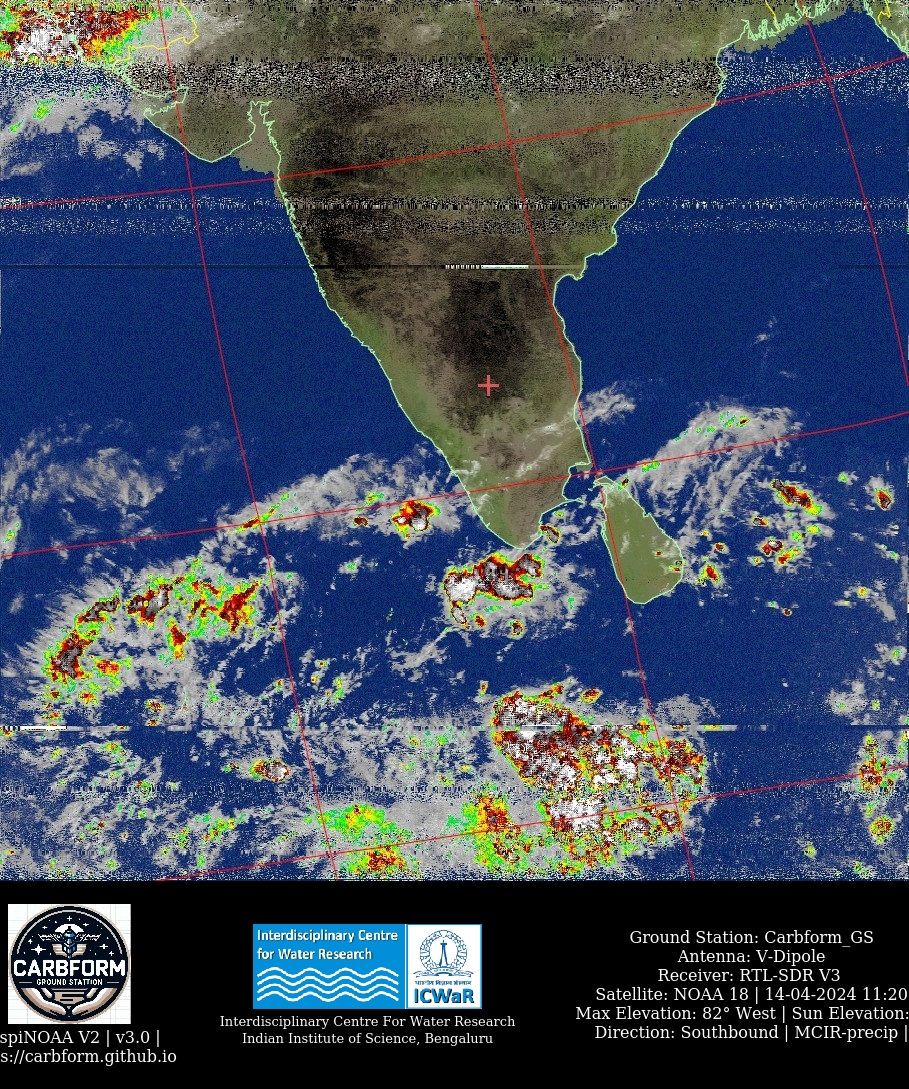 CARBFORM
GROUND STATION
spiNOAA V2 | v3.0 |
s://carbform.github.io
Interdisciplinary Centre
for Water Research
ICWaR
Interdisciplinary Centre For Water Research
Indian Institute of Science, Bengaluru
Ground Station: Carbform_GS
Antenna: V-Dipole
Receiver: RTL-SDR V3
Satellite: NOAA 18 | 14-04-2024 11:20
Max Elevation: 82° West | Sun Elevation:
Direction: Southbound | MCIR-precip |